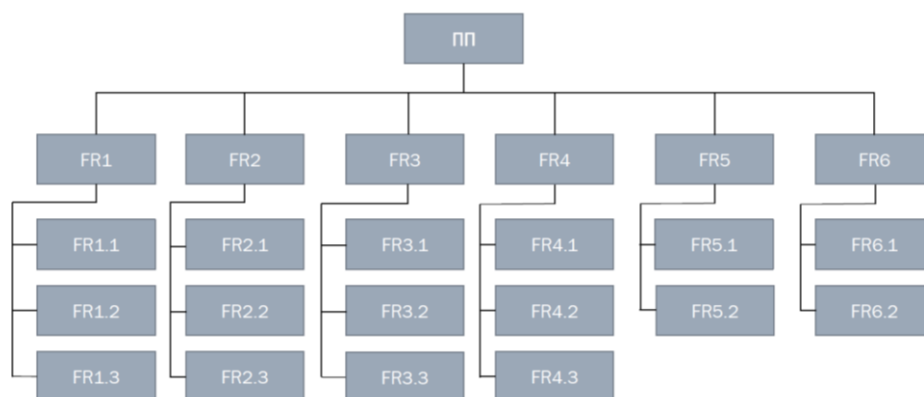 ПП
FR1 FR2 FR3 FR4 FR5 FR6
FR1.1 FR2.1 FR3.1 FR4.1 FR5.1 FR6.1
FR1.2 FR2.2 FR3.2 FR4.2 FR5.2 FR6.2
FR1.3 FR2.3 FR3.3 FR4.3